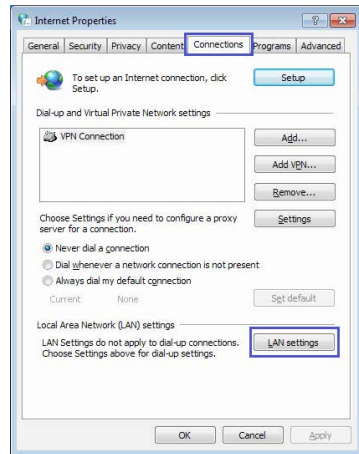 Internet Properties
General Security Privacy Content Connections Programs Advanced
To set up an Internet connection, click
Setup.
Setup
Dial-up and Virtual Private Network settings
VPN Connection
Add...
Add VPN...
Remove...
Choose Settings if you need to configure a proxy
server for a connection.
Settings
Never dial a connection
Dial whenever a network connection is not present
Always dial my default connection
Current None
Set default
Local Area Network (LAN) settings
LAN Settings do not apply to dial-up connections.
Choose Settings above for dial-up settings.
LAN settings
OK Cancel Apply